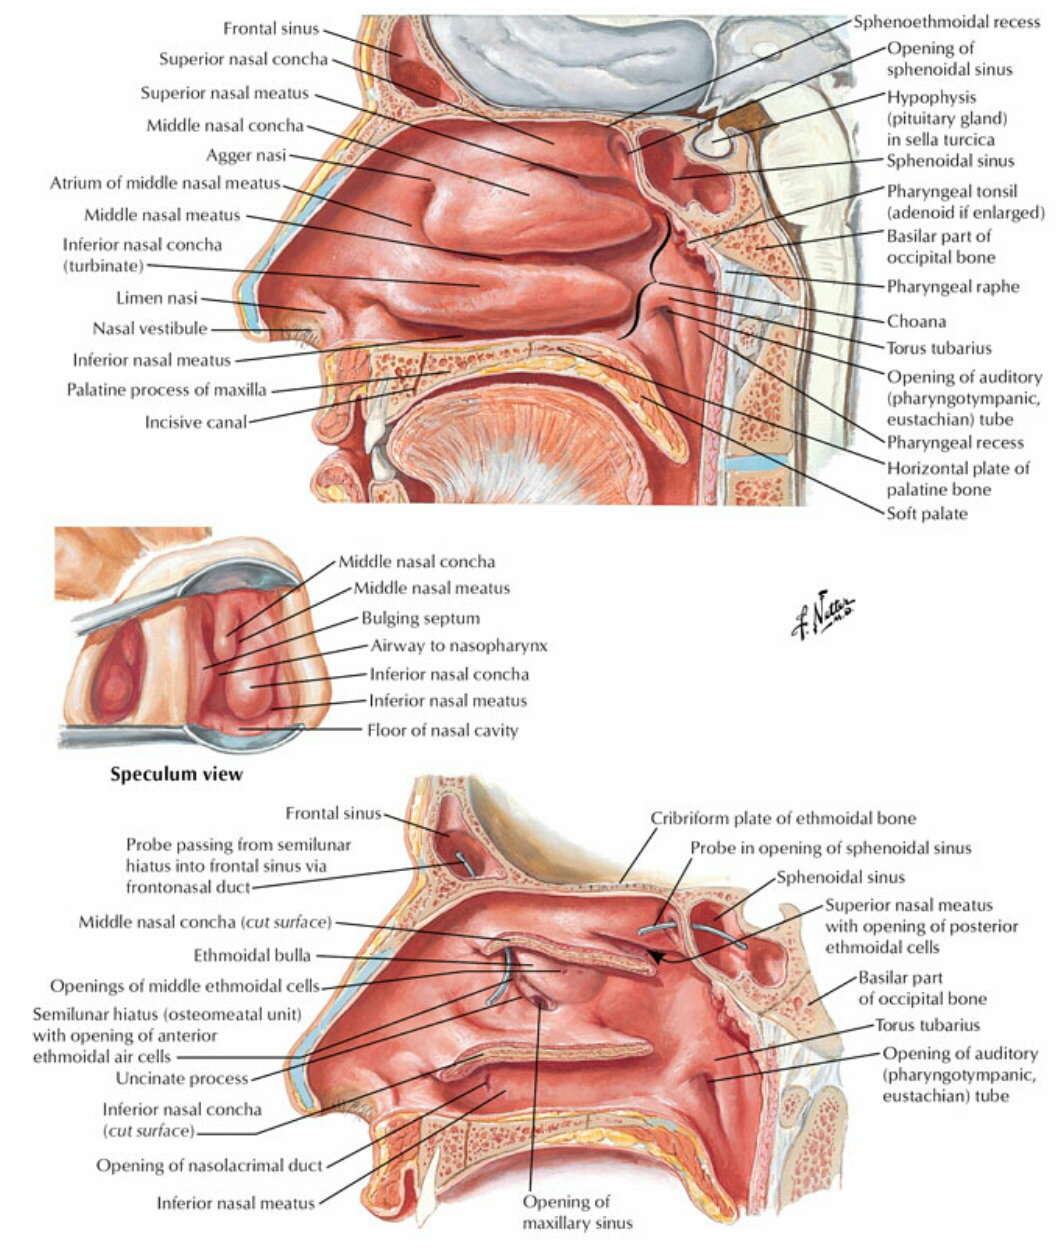 Frontal sinus
Superior nasal concha
Superior nasal meatus
Middle nasal concha
Agger nasi
Atrium of middle nasal meatus
Middle nasal meatus
Inferior nasal concha
(turbinate)
Limen nasi
Nasal vestibule
Inferior nasal meatus
Palatine process of maxilla
Incisive canal
Sphenoethmoidal recess
Opening of
sphenoidal sinus
Hypophysis
(pituitary gland)
in sella turcica
Sphenoidal sinus
Pharyngeal tonsil
(adenoid if enlarged)
Basilar part of
occipital bone
Pharyngeal raphe
Choana
Torus tubarius
Opening of auditory
(pharyngotympanic,
eustachian) tube
Pharyngeal recess
Horizontal plate of
palatine bone
Soft palate
Middle nasal concha
Middle nasal meatus
Bulging septum
Airway to nasopharynx
Inferior nasal concha
Inferior nasal meatus
Floor of nasal cavity
Speculum view
F. Netter
M.D.
Frontal sinus
Probe passing from semilunar
hiatus into frontal sinus via
frontonasal duct
Middle nasal concha (cut surface)
Ethmoidal bulla
Openings of middle ethmoidal cells
Semilunar hiatus (osteomeatal unit)
with opening of anterior
ethmoidal air cells
Uncinate process
Inferior nasal concha
(cut surface)
Opening of nasolacrimal duct
Inferior nasal meatus
Opening of
maxillary sinus
Cribriform plate of ethmoidal bone
Probe in opening of sphenoidal sinus
Sphenoidal sinus
Superior nasal meatus
with opening of posterior
ethmoidal cells
Basilar part
of occipital bone
Torus tubarius
Opening of auditory
(pharyngotympanic,
eustachian) tube